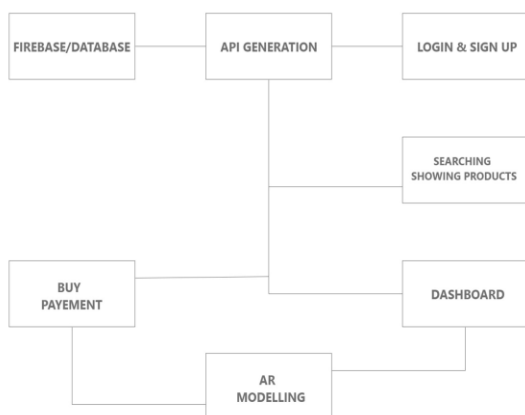 FIREBASE/DATABASE
API GENERATION
LOGIN & SIGN UP
SEARCHING
SHOWING PRODUCTS
BUY
PAYEMENT
DASHBOARD
AR
MODELLING